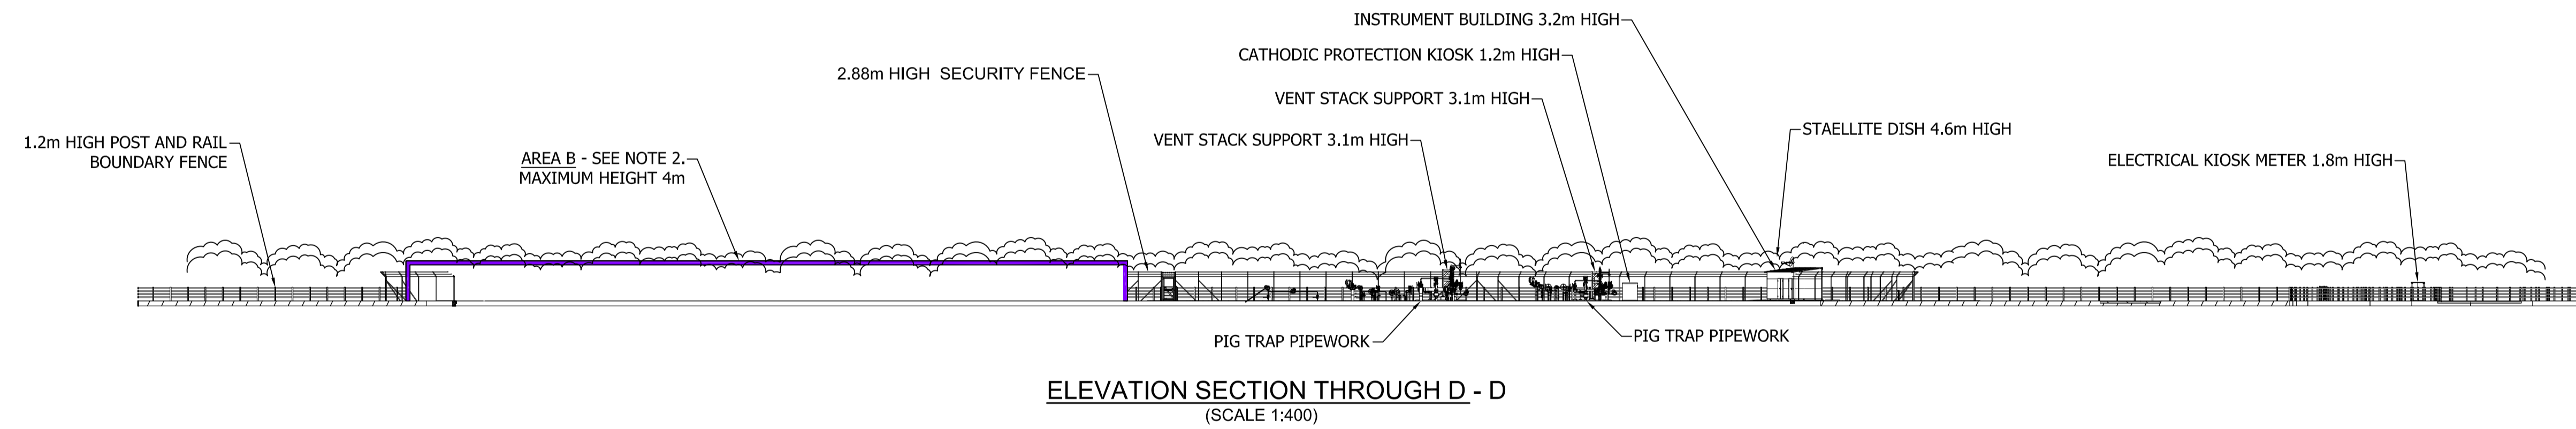 INSTRUMENT BUILDING 3.2m HIGH
CATHODIC PROTECTION KIOSK 1.2m HIGH
2.88m HIGH SECURITY FENCE
VENT STACK SUPPORT 3.1m HIGH
STAELLITE DISH 4.6m HIGH
VENT STACK SUPPORT 3.1m HIGH
1.2m HIGH POST AND RAIL
BOUNDARY FENCE
AREA B - SEE NOTE 2.
MAXIMUM HEIGHT 4m
ELECTRICAL KIOSK METER 1.8m HIGH
PIG TRAP PIPEWORK
PIG TRAP PIPEWORK
ELEVATION SECTION THROUGH D - D
(SCALE 1:400)